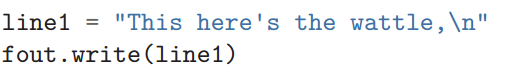 line1 = "This here's the wattle,\n"
fout.write(line1)